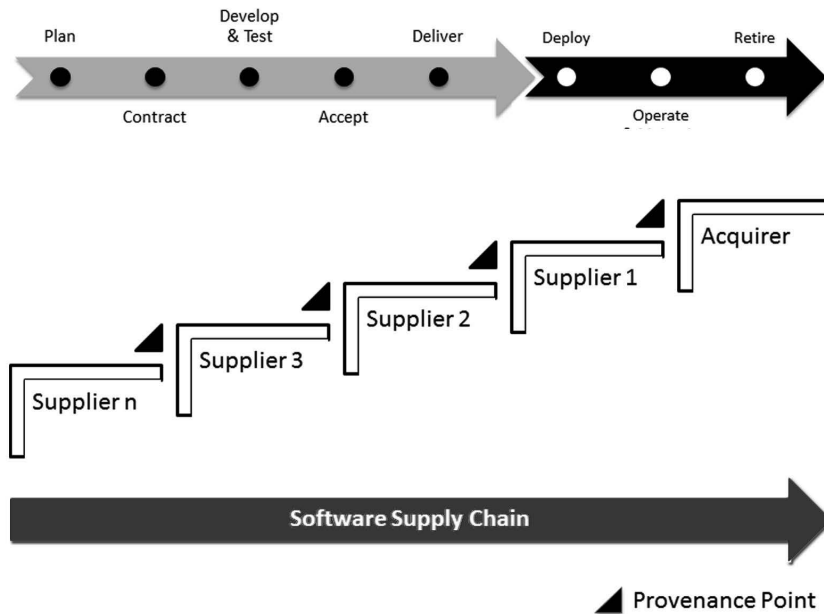 Plan
Develop
& Test
Deliver
Deploy
Retire
Contract
Accept
Operate
Acquirer
Supplier 1
Supplier 2
Supplier 3
Supplier n
Software Supply Chain
Provenance Point